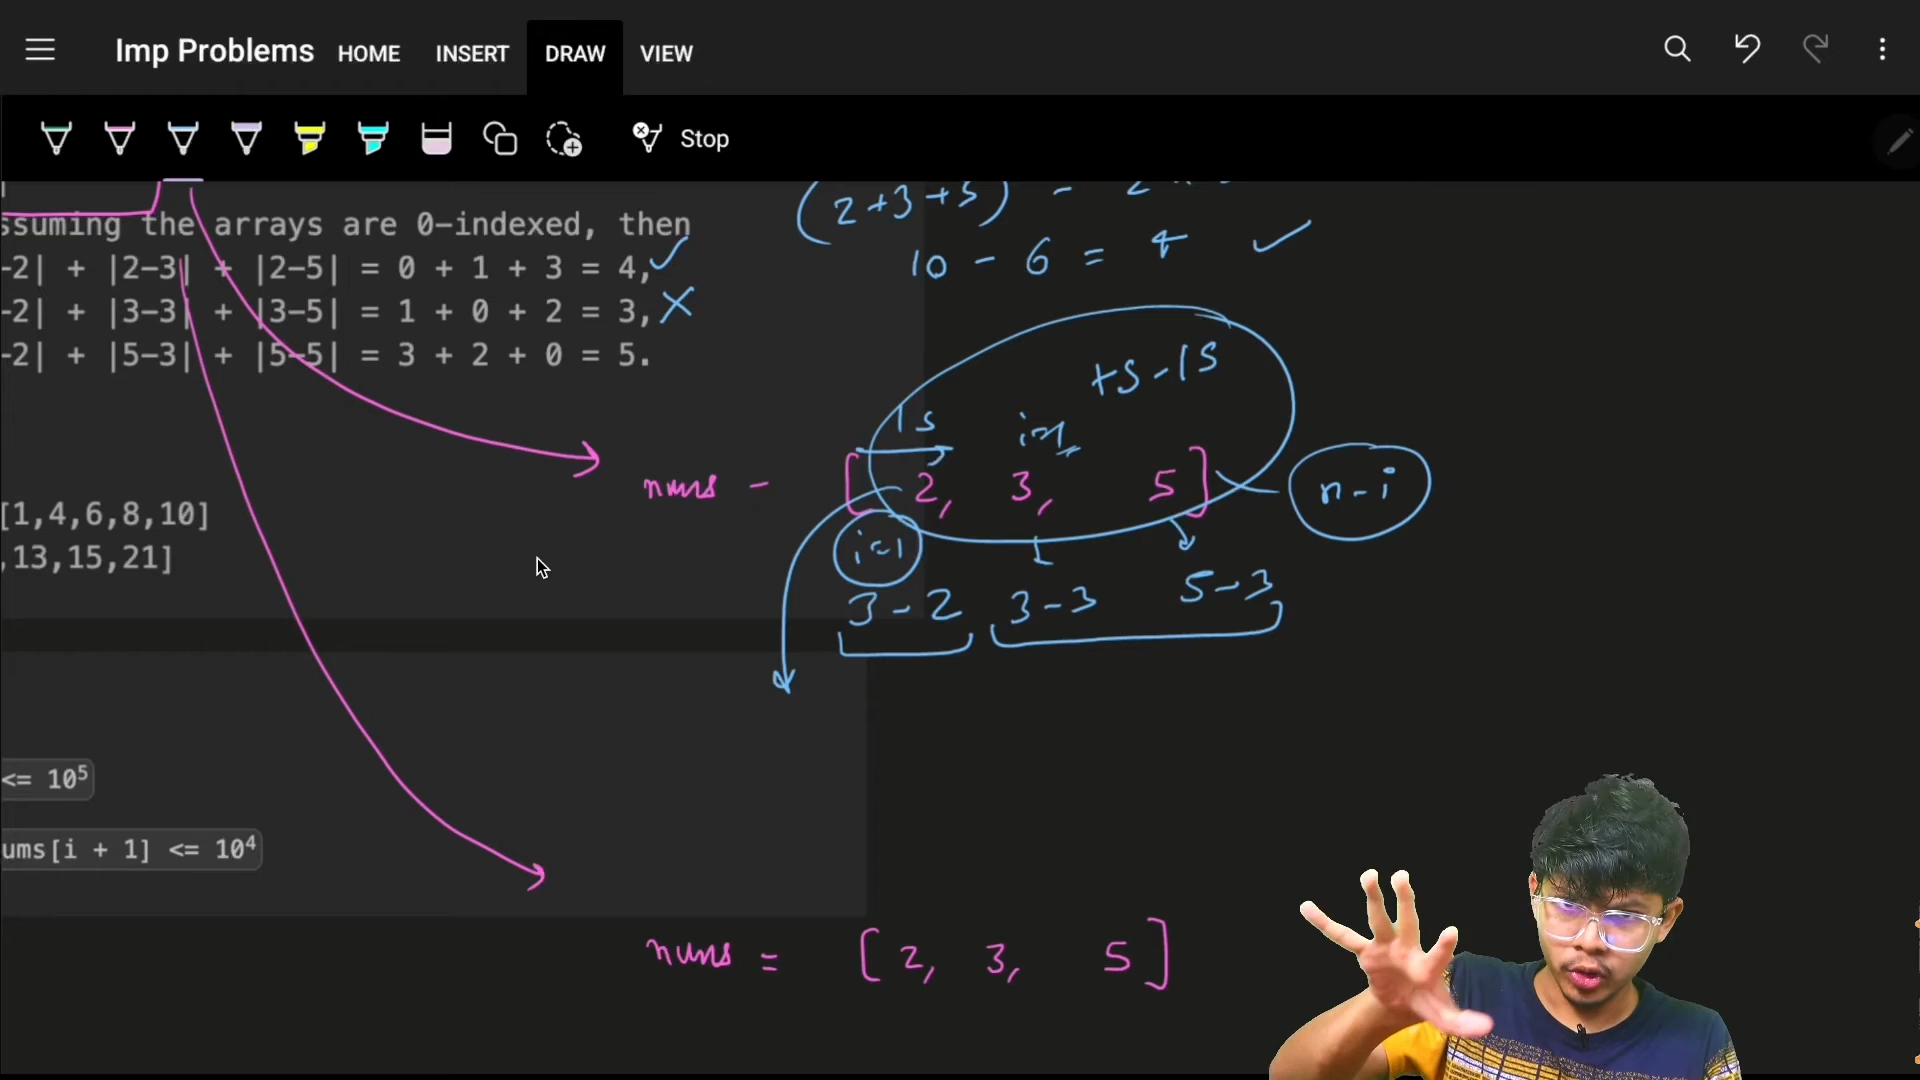 Imp Problems HOME INSERT DRAW VIEW
Stop
ssuming the arrays are 0-indexed, then
-2| + |2-3| + |2-5| = 0 + 1 + 3 = 4,
-2| + |3-3| + |3-5| = 1 + 0 + 2 = 3,
-2| + |5-3| + |5-5| = 3 + 2 + 0 = 5.
[1,4,6,8,10]
,13,15,21]
<= 10⁵
ums[i + 1] <= 10⁴
(2+3+5) -
10 - 6 = 4 ✓
ts - ls
ls
nums - [2, 3, 5]
n-i
i=1
3-2 3-3 5-3
nums = [2, 3, 5]